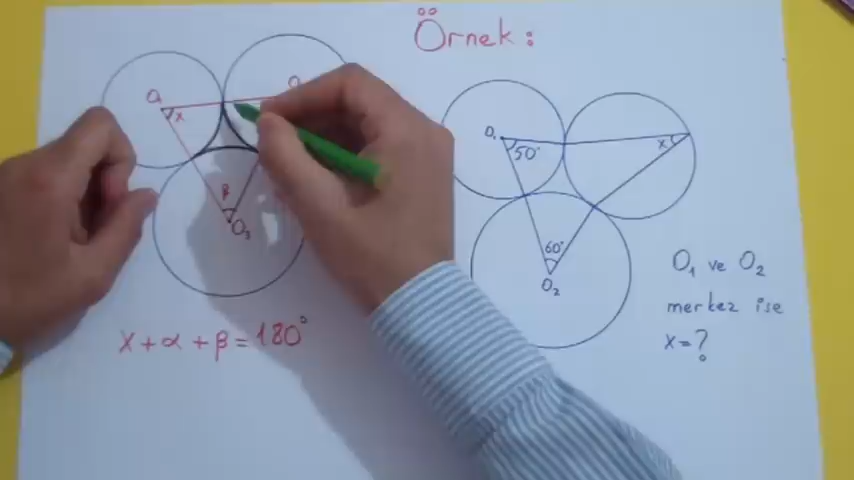 Örnek:
O₁
x
β
O₃
x+α+β=180°
O₁
50°
x
60°
O₂
O₁ ve O₂
merkez ise
x=?